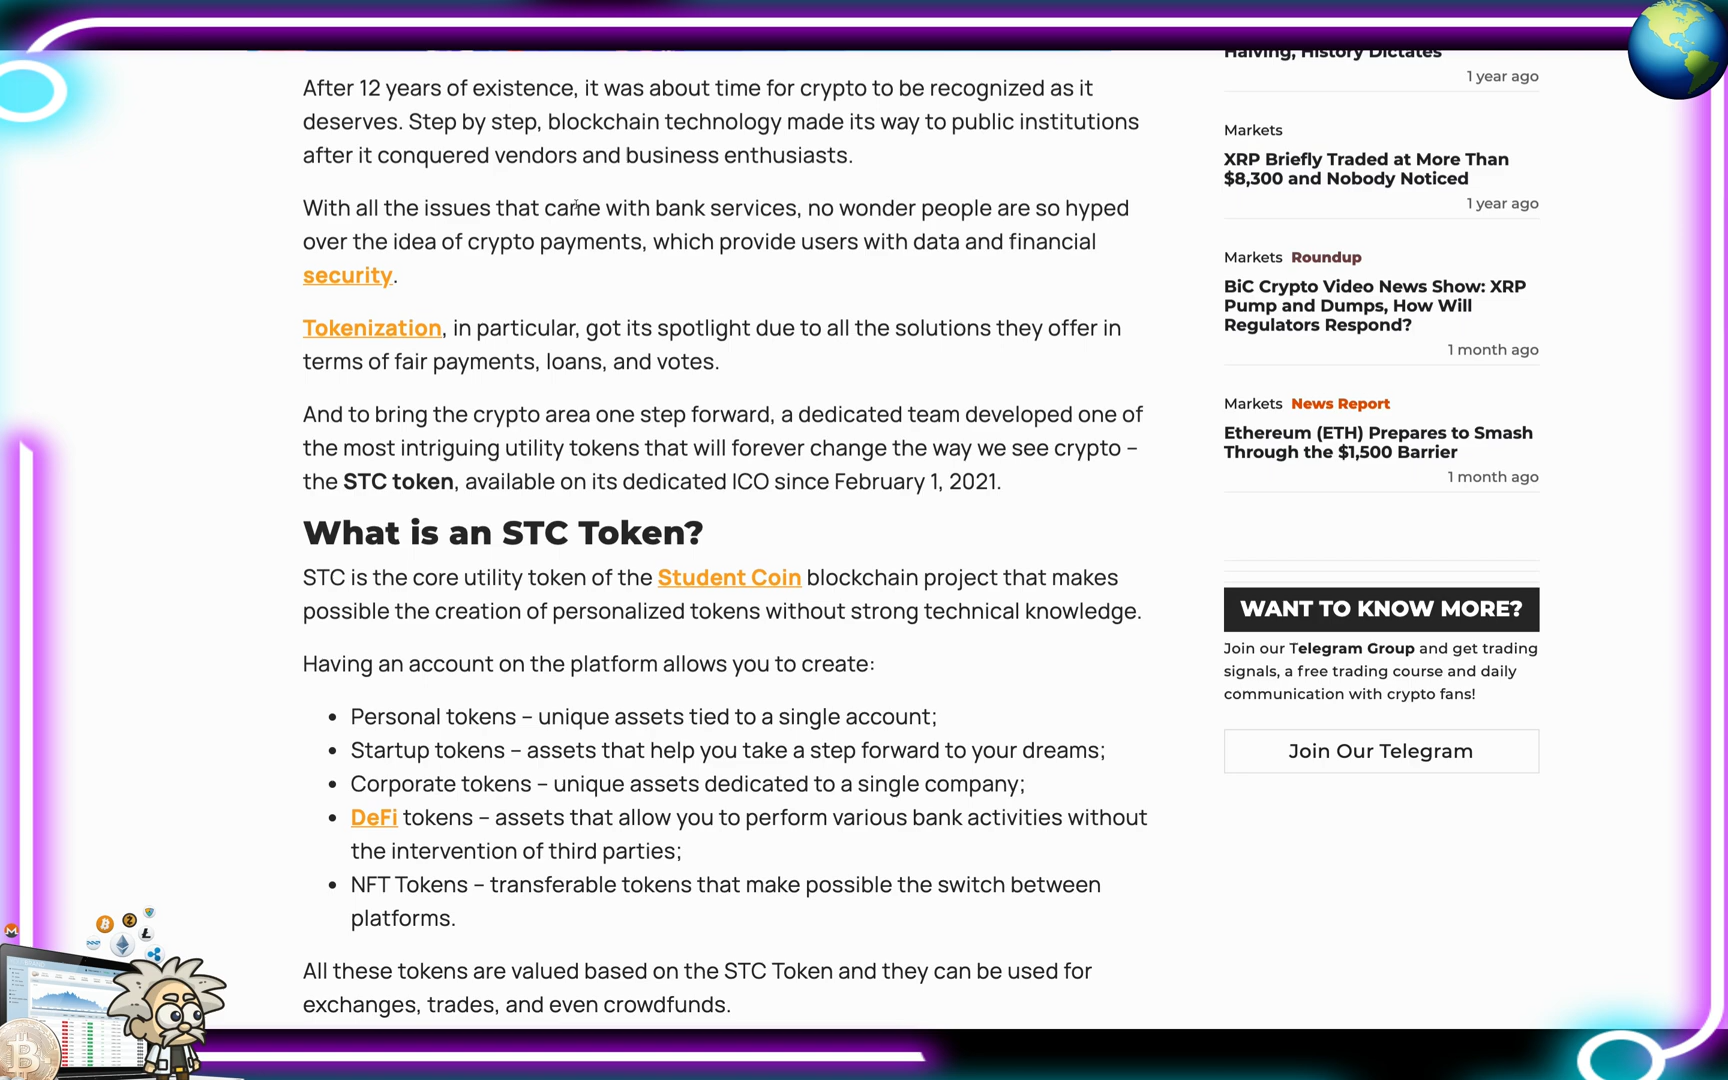 After 12 years of existence, it was about time for crypto to be recognized as it
deserves. Step by step, blockchain technology made its way to public institutions
after it conquered vendors and business enthusiasts.
With all the issues that came with bank services, no wonder people are so hyped
over the idea of crypto payments, which provide users with data and financial
security.
Tokenization, in particular, got its spotlight due to all the solutions they offer in
terms of fair payments, loans, and votes.
And to bring the crypto area one step forward, a dedicated team developed one of
the most intriguing utility tokens that will forever change the way we see crypto –
the STC token, available on its dedicated ICO since February 1, 2021.
What is an STC Token?
STC is the core utility token of the Student Coin blockchain project that makes
possible the creation of personalized tokens without strong technical knowledge.
Having an account on the platform allows you to create:
• Personal tokens – unique assets tied to a single account;
• Startup tokens – assets that help you take a step forward to your dreams;
• Corporate tokens – unique assets dedicated to a single company;
• DeFi tokens – assets that allow you to perform various bank activities without
the intervention of third parties;
• NFT Tokens – transferable tokens that make possible the switch between
platforms.
All these tokens are valued based on the STC Token and they can be used for
exchanges, trades, and even crowdfunds.
Halving, History Dictates
1 year ago
Markets
XRP Briefly Traded at More Than
$8,300 and Nobody Noticed
1 year ago
Markets Roundup
BiC Crypto Video News Show: XRP
Pump and Dumps, How Will
Regulators Respond?
1 month ago
Markets News Report
Ethereum (ETH) Prepares to Smash
Through the $1,500 Barrier
1 month ago
WANT TO KNOW MORE?
Join our Telegram Group and get trading
signals, a free trading course and daily
communication with crypto fans!
Join Our Telegram